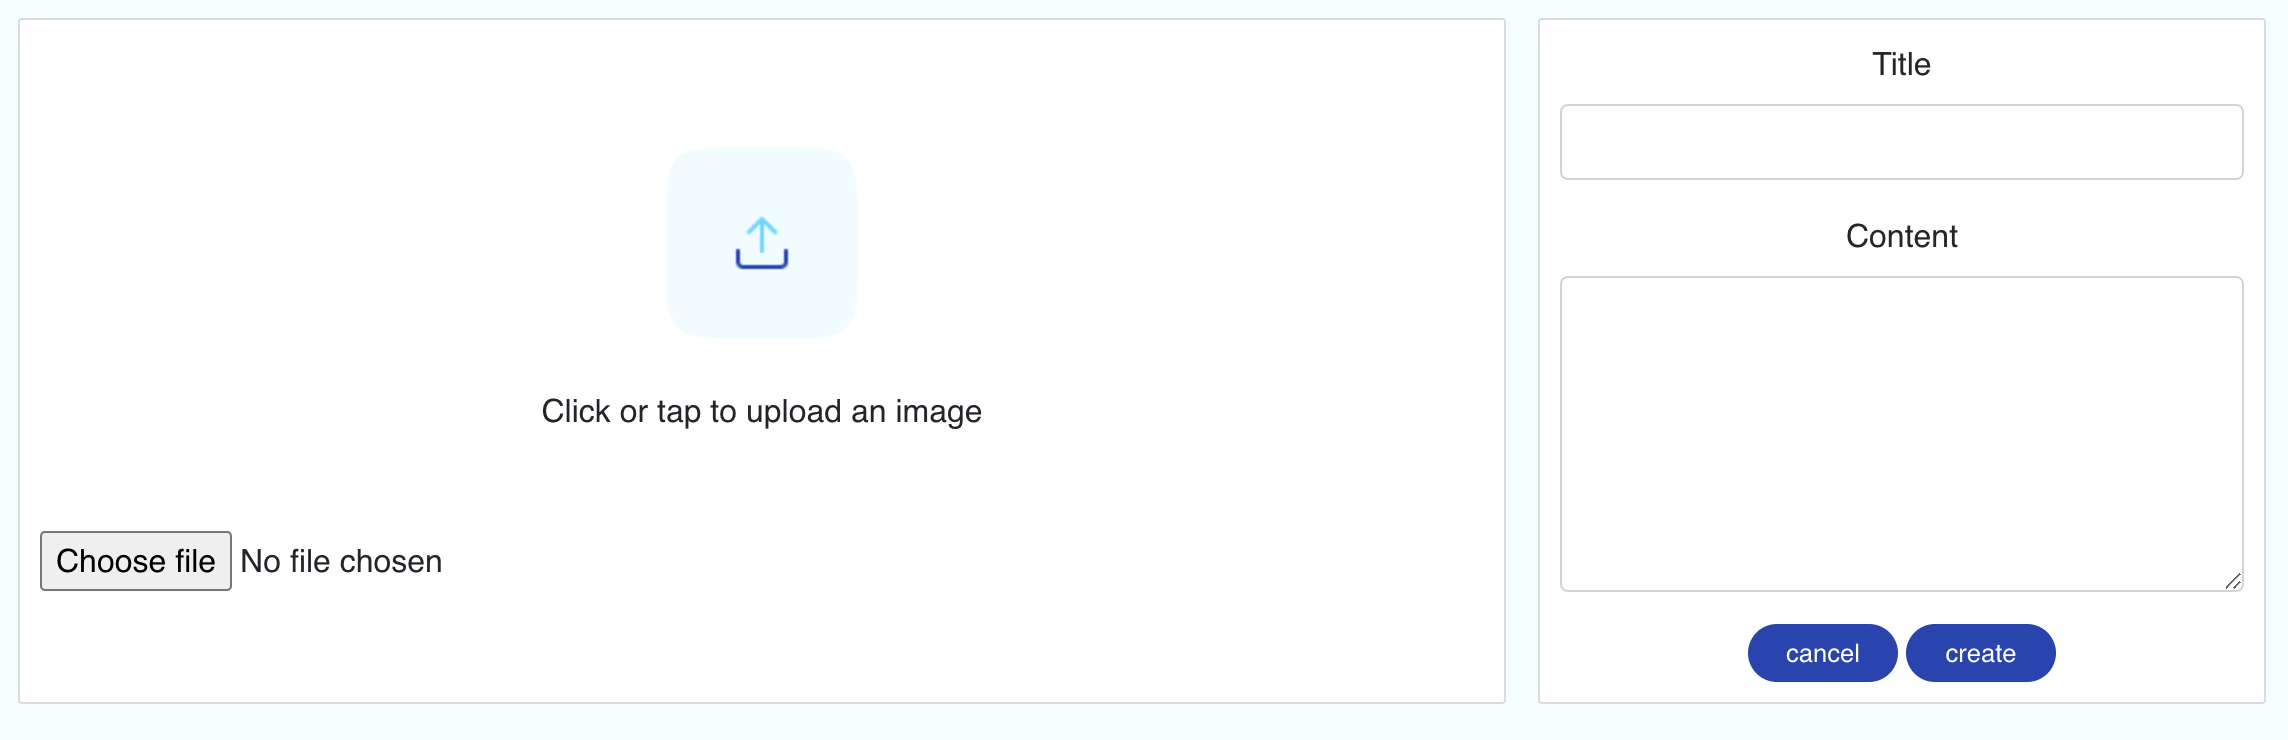 Click or tap to upload an image
Choose file No file chosen
Title
Content
cancel create